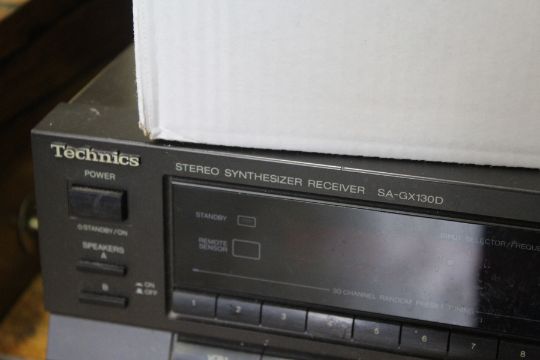 Technics
STEREO SYNTHESIZER RECEIVER SA-GX130D
POWER
STANDBY/ON
SPEAKERS
A
B
ON
OFF
STANDBY
REMOTE
SENSOR
INPUT SELECTOR/FREQU
30 CHANNEL RANDOM PRESET TUNING
1 2 3 4 5 6 7 8